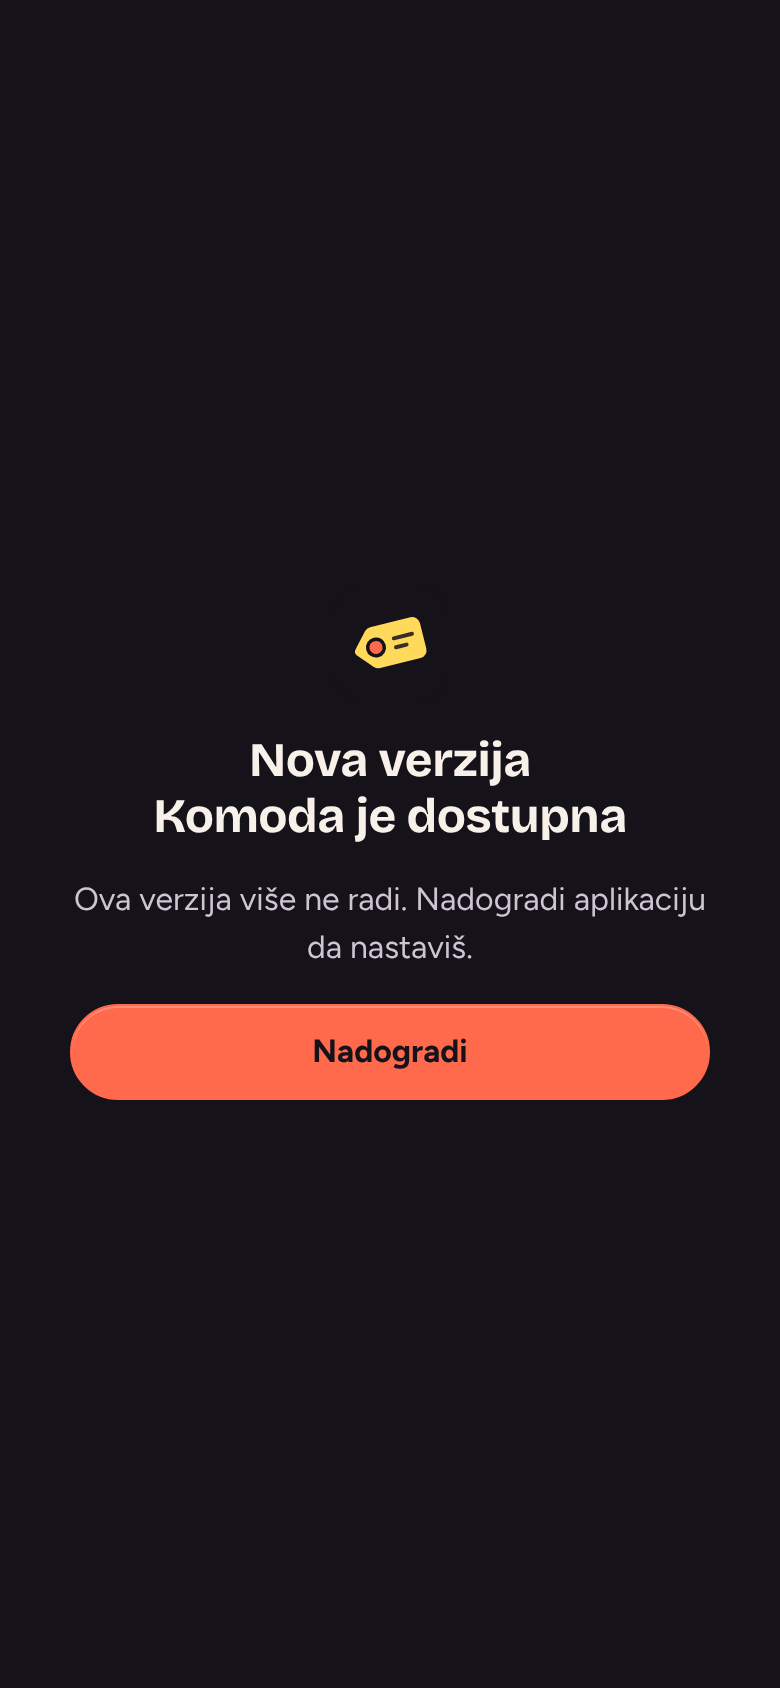 Nova verzija
Komoda je dostupna
Ova verzija više ne radi. Nadogradi aplikaciju
da nastaviš.
Nadogradi